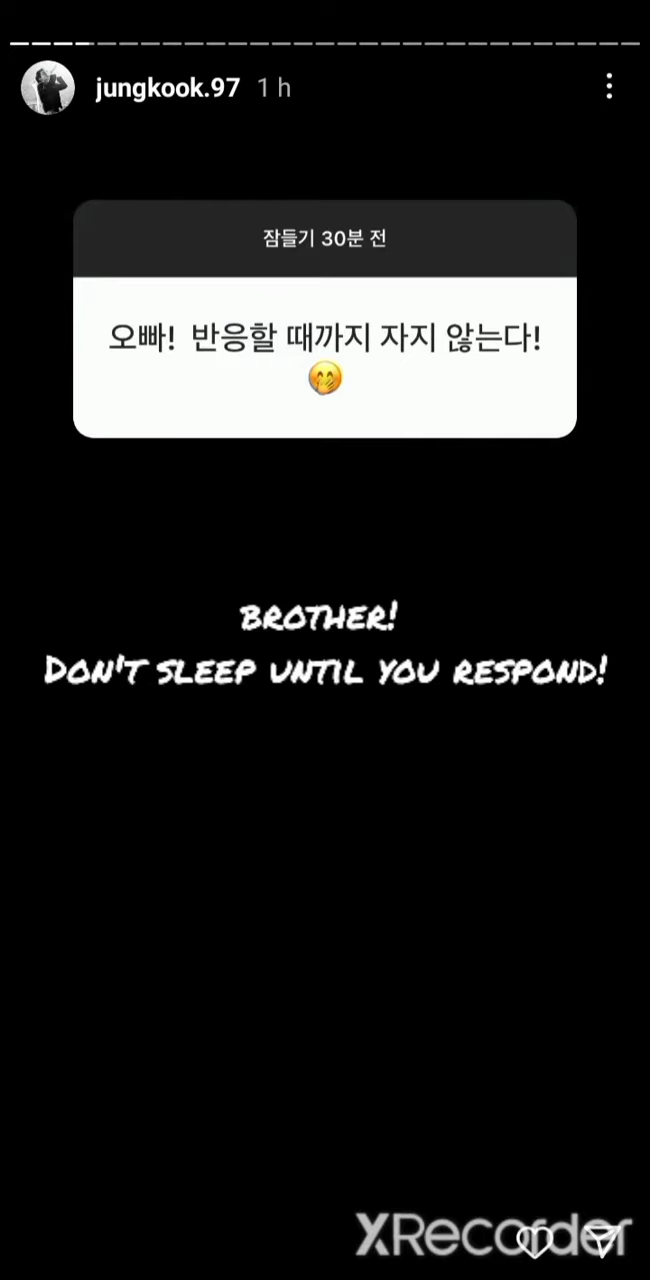 jungkook.97 1 h
잠들기 30분 전
오빠! 반응할 때까지 자지 않는다!
🤭
BROTHER!
DON'T SLEEP UNTIL YOU RESPOND!
XRecorder